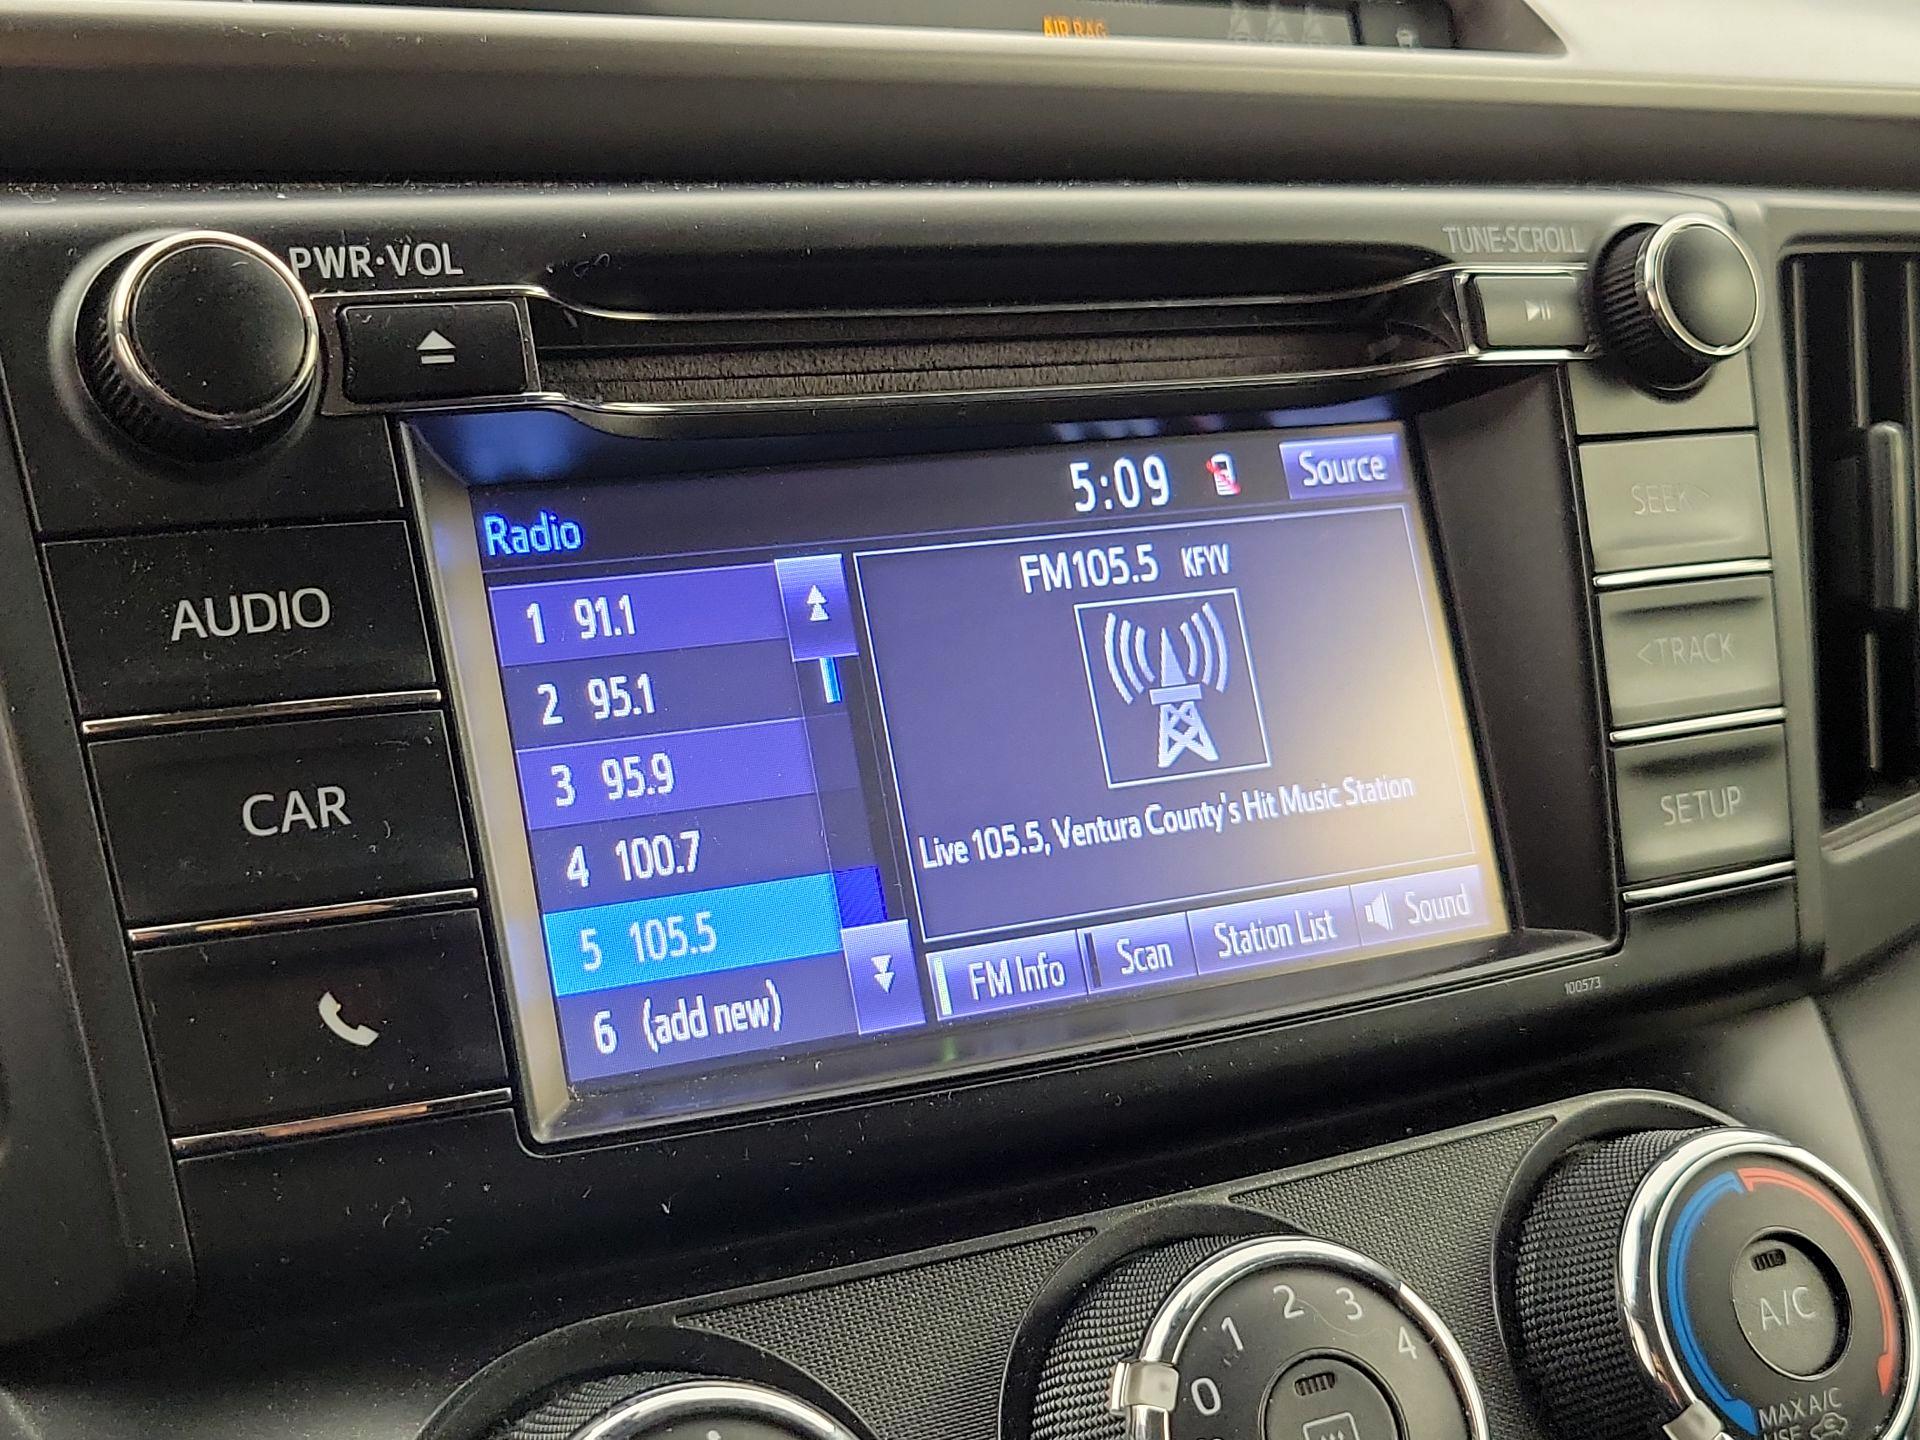 AIR BAG
PWR·VOL
TUNE·SCROLL
5:09
Source
Radio
FM105.5 KFYV
1 91.1
2 95.1
3 95.9
4 100.7
5 105.5
6 (add new)
Live 105.5, Ventura County's Hit Music Station
FM Info
Scan
Station List
Sound
AUDIO
CAR
SEEK>
<TRACK
SETUP
100573
0 1 2 3 4
A/C
MAX A/C
USE